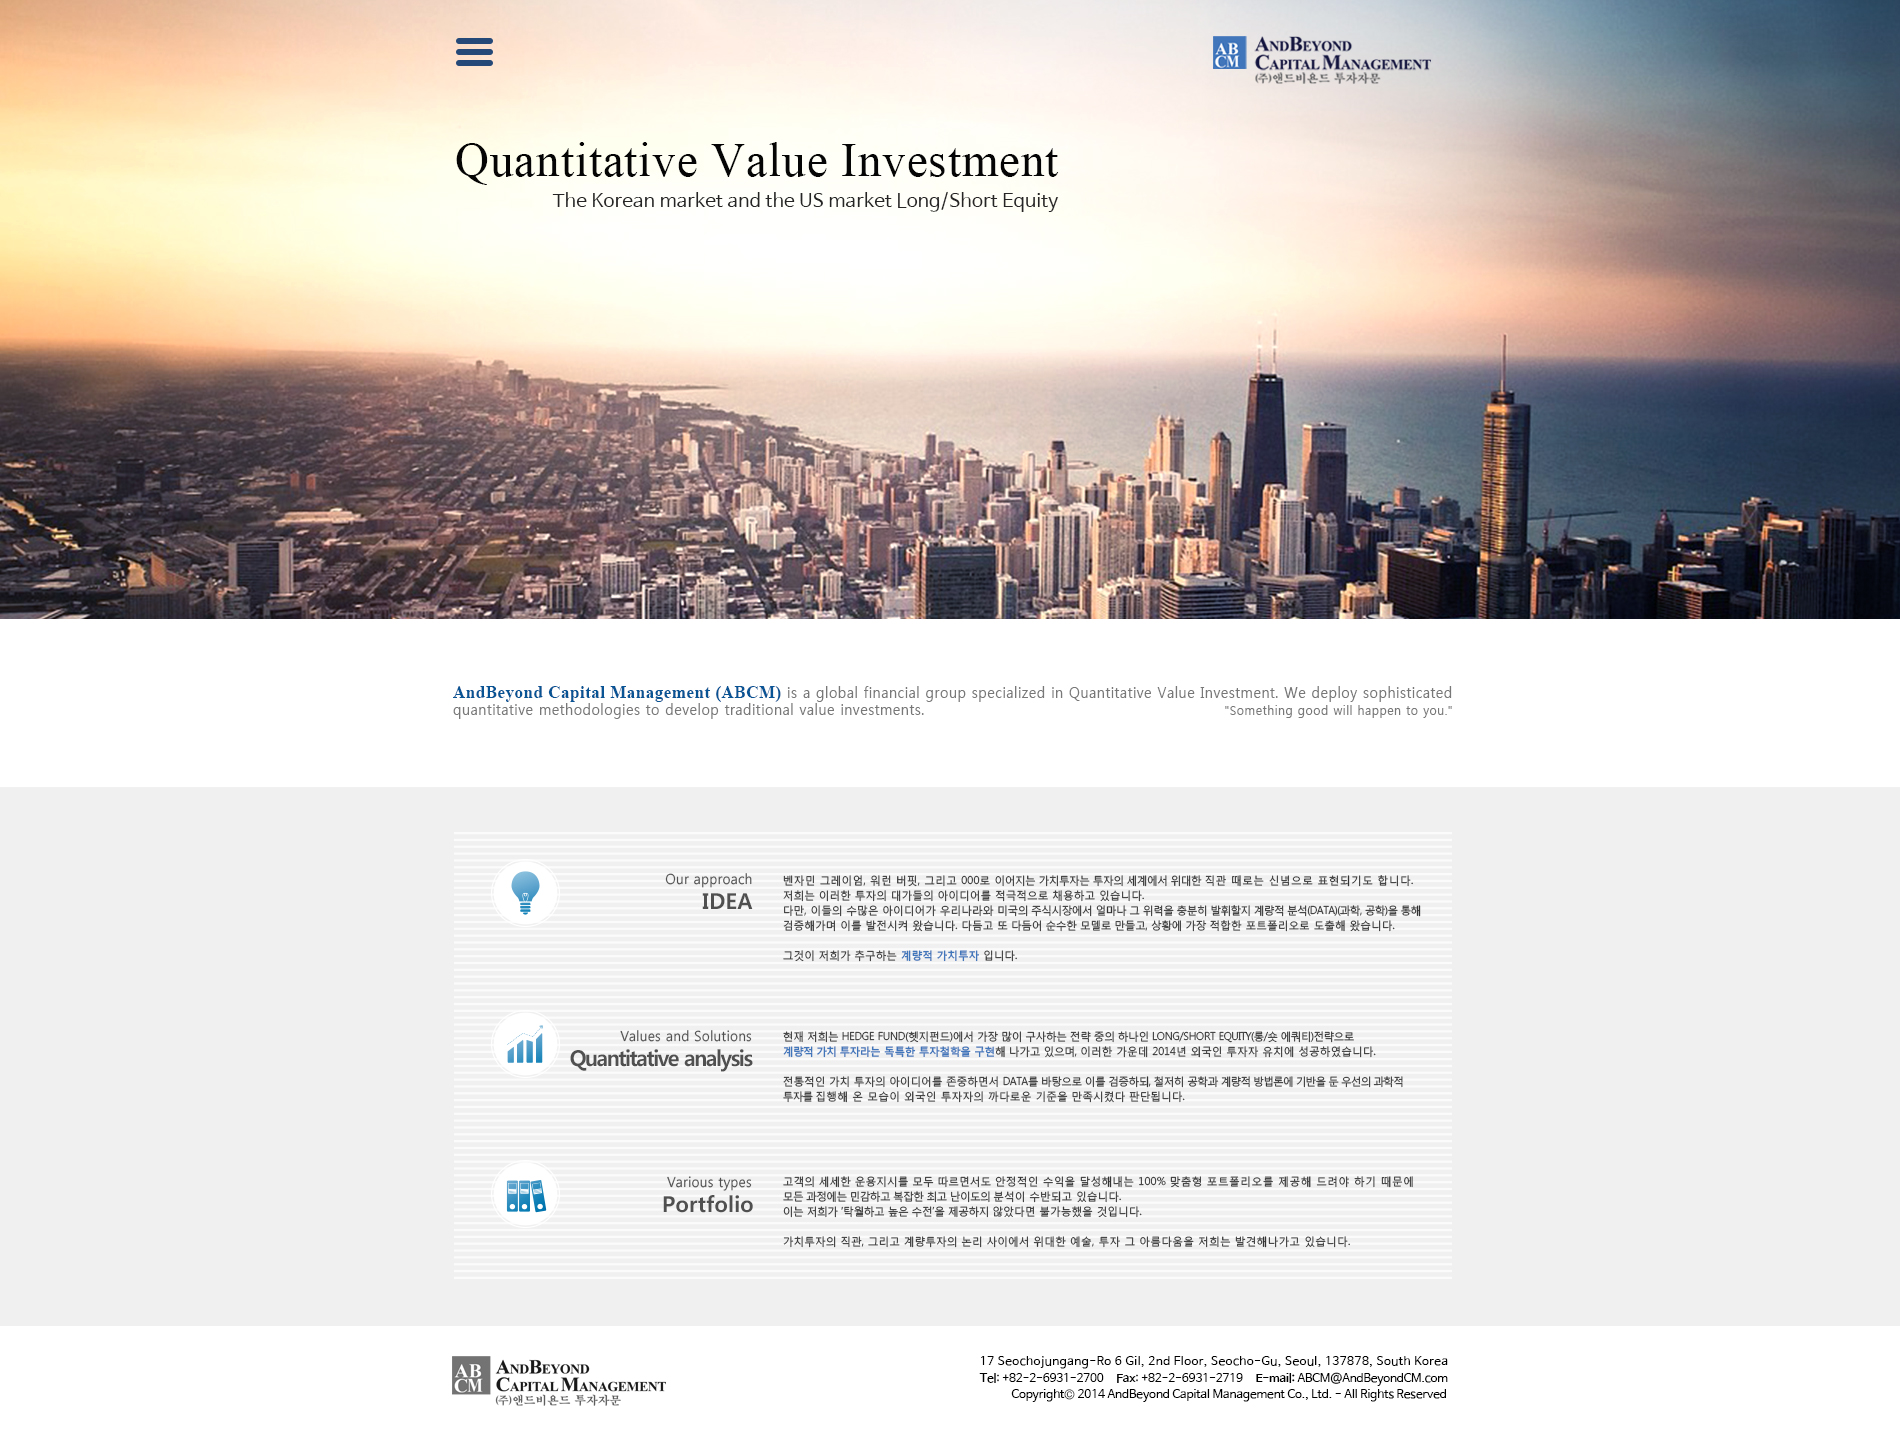 AB
CM
ANDBEYOND
CAPITAL MANAGEMENT
(주)앤드비욘드 투자자문
Quantitative Value Investment
The Korean market and the US market Long/Short Equity
AndBeyond Capital Management (ABCM) is a global financial group specialized in Quantitative Value Investment. We deploy sophisticated
quantitative methodologies to develop traditional value investments. "Something good will happen to you."
Our approach
IDEA
벤자민 그레이엄, 워런 버핏, 그리고 OOO로 이어지는 가치투자는 투자의 세계에서 위대한 직관 때로는 신념으로 표현되기도 합니다.
저희는 이러한 투자의 대가들의 아이디어를 적극적으로 채용하고 있습니다.
다만, 이들의 수많은 아이디어가 우리나라와 미국의 주식시장에서 얼마나 그 위력을 충분히 발휘할지 계량적 분석(DATA)(과학, 공학)을 통해
검증해가며 이를 발전시켜 왔습니다. 다듬고 또 다듬어 순수한 모델로 만들고, 상황에 가장 적합한 포트폴리오로 도출해 왔습니다.
그것이 저희가 추구하는 계량적 가치투자 입니다.
Values and Solutions
Quantitative analysis
현재 저희는 HEDGE FUND(헷지펀드)에서 가장 많이 구사하는 전략 중의 하나인 LONG/SHORT EQUITY(롱/숏 에쿼티)전략으로
계량적 가치 투자라는 독특한 투자철학을 구현해 나가고 있으며, 이러한 가운데 2014년 외국인 투자자 유치에 성공하였습니다.
전통적인 가치 투자의 아이디어를 존중하면서 DATA를 바탕으로 이를 검증하되, 철저히 공학과 계량적 방법론에 기반을 둔 우선의 과학적
투자를 집행해 온 모습이 외국인 투자자의 까다로운 기준을 만족시켰다 판단됩니다.
Various types
Portfolio
고객의 세세한 운용지시를 모두 따르면서도 안정적인 수익을 달성해내는 100% 맞춤형 포트폴리오를 제공해 드려야 하기 때문에
모든 과정에는 민감하고 복잡한 최고 난이도의 분석이 수반되고 있습니다.
이는 저희가 '탁월하고 높은 수전'을 제공하지 않았다면 불가능했을 것입니다.
가치투자의 직관, 그리고 계량투자의 논리 사이에서 위대한 예술, 투자 그 아름다움을 저희는 발견해나가고 있습니다.
AB
CM
ANDBEYOND
CAPITAL MANAGEMENT
(주)앤드비욘드 투자자문
17 Seochojungang-Ro 6 Gil, 2nd Floor, Seocho-Gu, Seoul, 137878, South Korea
Tel: +82-2-6931-2700 Fax: +82-2-6931-2719 E-mail: ABCM@AndBeyondCM.com
Copyright© 2014 AndBeyond Capital Management Co., Ltd. - All Rights Reserved